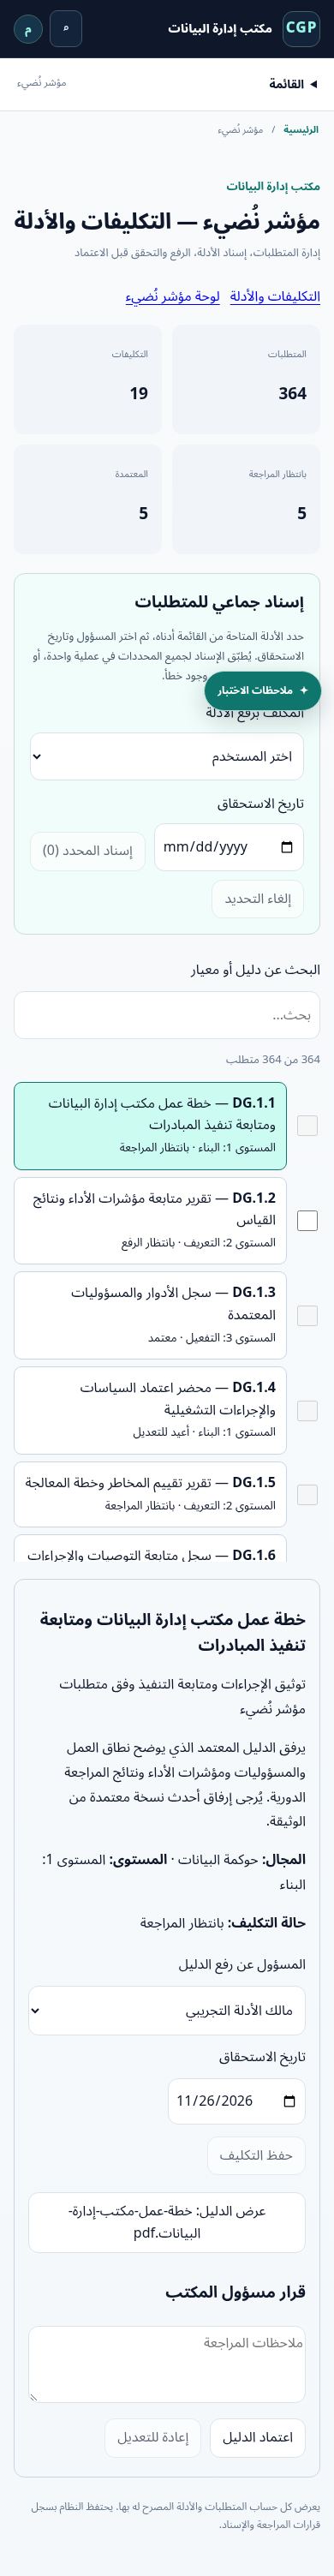 CGP
مكتب إدارة البيانات
م
القائمة
مؤشر نُضيء
الرئيسية / مؤشر نُضيء
مكتب إدارة البيانات
مؤشر نُضيء — التكليفات والأدلة
إدارة المتطلبات، إسناد الأدلة، الرفع والتحقق قبل الاعتماد
التكليفات والأدلة لوحة مؤشر نُضيء
المتطلبات
364
التكليفات
19
بانتظار المراجعة
5
المعتمدة
5
إسناد جماعي للمتطلبات
حدد الأدلة المتاحة من القائمة أدناه، ثم اختر المسؤول وتاريخ
الاستحقاق. يُطبّق الإسناد لجميع المحددات في عملية واحدة، أو
وجود خطأ.
ملاحظات الاختبار
المكلف برفع الأدلة
اختر المستخدم
تاريخ الاستحقاق
mm/dd/yyyy
إسناد المحدد (0)
إلغاء التحديد
البحث عن دليل أو معيار
بحث...
364 من 364 متطلب
DG.1.1 — خطة عمل مكتب إدارة البيانات
ومتابعة تنفيذ المبادرات
المستوى 1: البناء · بانتظار المراجعة
DG.1.2 — تقرير متابعة مؤشرات الأداء ونتائج
القياس
المستوى 2: التعريف · بانتظار الرفع
DG.1.3 — سجل الأدوار والمسؤوليات
المعتمدة
المستوى 3: التفعيل · معتمد
DG.1.4 — محضر اعتماد السياسات
والإجراءات التشغيلية
المستوى 1: البناء · أعيد للتعديل
DG.1.5 — تقرير تقييم المخاطر وخطة المعالجة
المستوى 2: التعريف · بانتظار المراجعة
DG.1.6 — سجل متابعة التوصيات والإجراءات
خطة عمل مكتب إدارة البيانات ومتابعة
تنفيذ المبادرات
توثيق الإجراءات ومتابعة التنفيذ وفق متطلبات
مؤشر نُضيء
يرفق الدليل المعتمد الذي يوضح نطاق العمل
والمسؤوليات ومؤشرات الأداء ونتائج المراجعة
الدورية. يُرجى إرفاق أحدث نسخة معتمدة من
الوثيقة.
المجال: حوكمة البيانات · المستوى: المستوى 1:
البناء
حالة التكليف: بانتظار المراجعة
المسؤول عن رفع الدليل
مالك الأدلة التجريبي
تاريخ الاستحقاق
11/26/2026
حفظ التكليف
عرض الدليل: خطة-عمل-مكتب-إدارة-
البيانات.pdf
قرار مسؤول المكتب
ملاحظات المراجعة
اعتماد الدليل
إعادة للتعديل
يعرض كل حساب المتطلبات والأدلة المصرح له بها. يحتفظ النظام بسجل
قرارات المراجعة والإسناد.